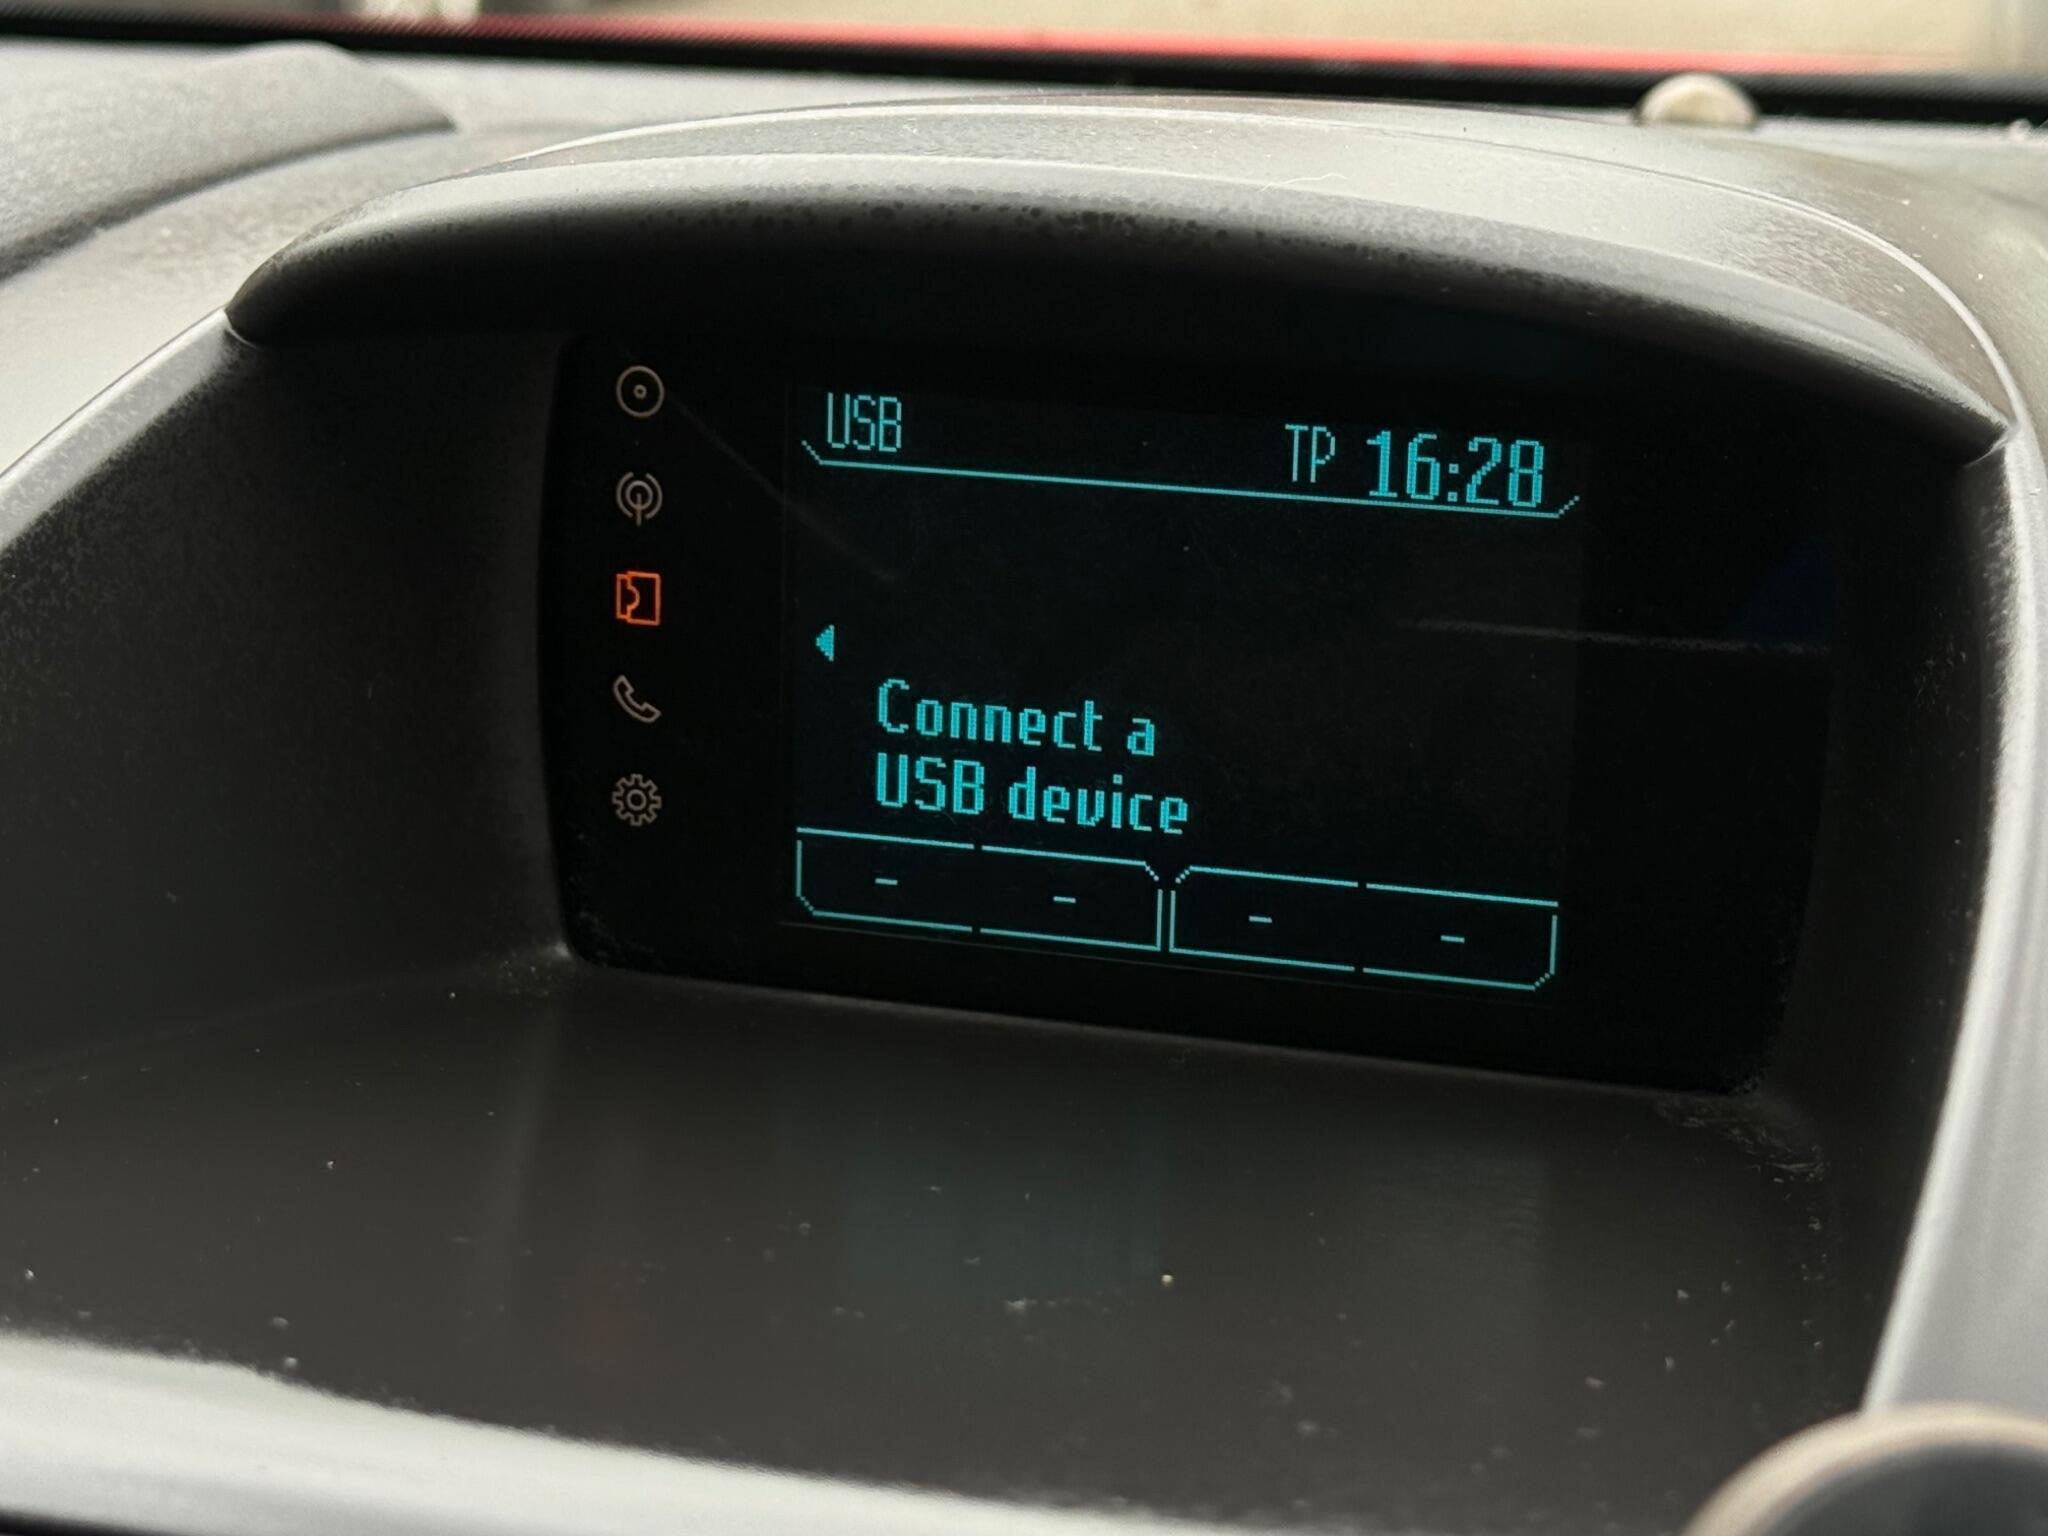 USB TP 16:28
Connect a
USB device
- - - -